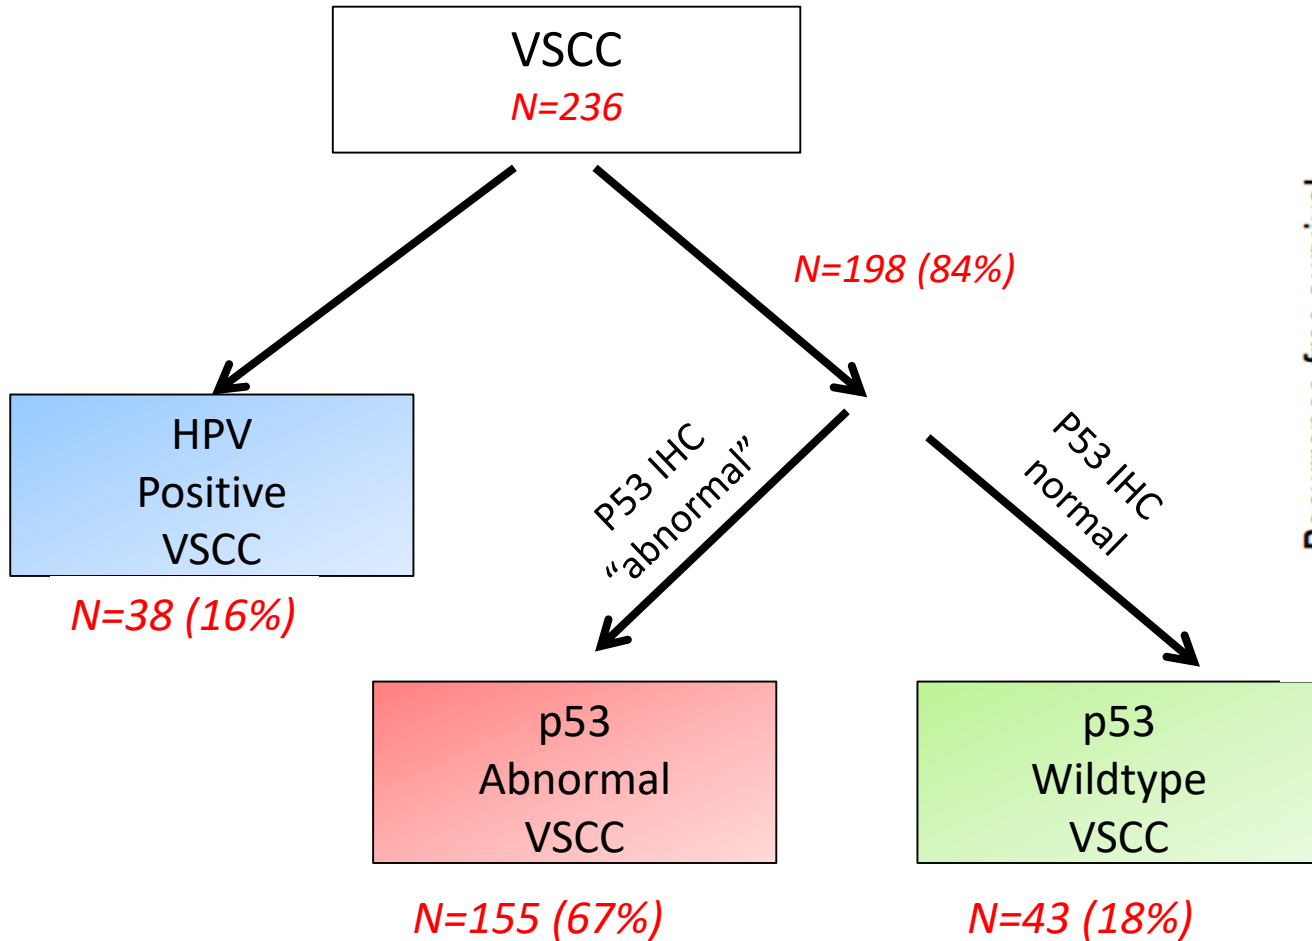 VSCC
N=236
N=198 (84%)
HPV
Positive
VSCC
N=38 (16%)
P53 IHC
“abnormal”
P53 IHC
normal
p53
Abnormal
VSCC
N=155 (67%)
p53
Wildtype
VSCC
N=43 (18%)